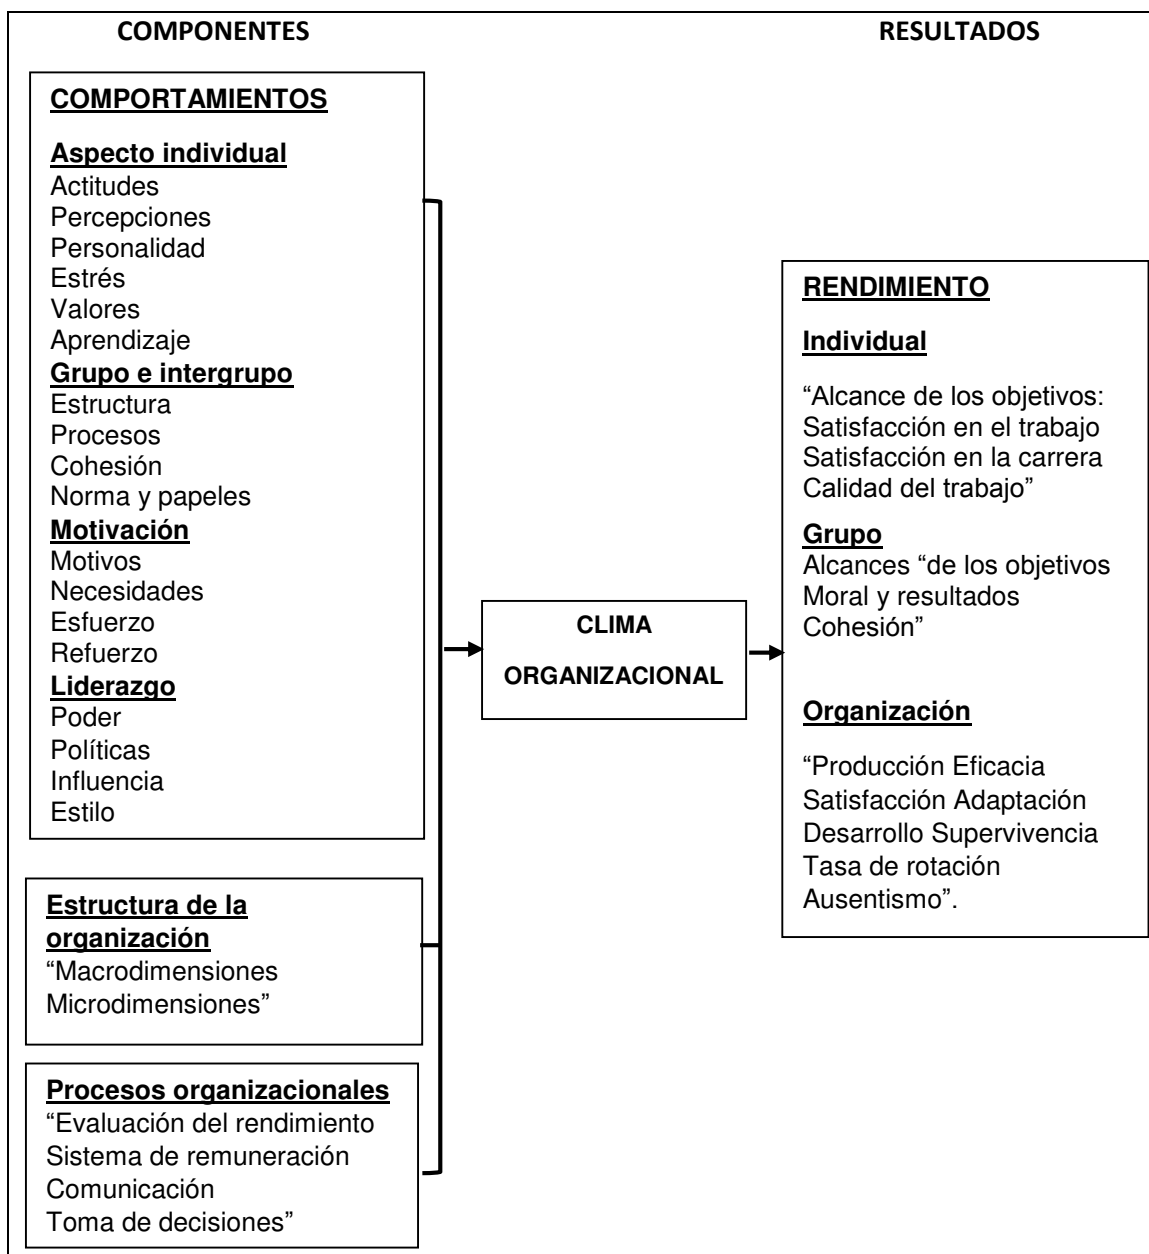 COMPONENTES
RESULTADOS
COMPORTAMIENTOS
Aspecto individual
Actitudes
Percepciones
Personalidad
Estrés
Valores
Aprendizaje
Grupo e intergrupo
Estructura
Procesos
Cohesión
Norma y papeles
Motivación
Motivos
Necesidades
Esfuerzo
Refuerzo
Liderazgo
Poder
Políticas
Influencia
Estilo
Estructura de la
organización
“Macrodimensiones
Microdimensiones”
Procesos organizacionales
“Evaluación del rendimiento
Sistema de remuneración
Comunicación
Toma de decisiones”
CLIMA
ORGANIZACIONAL
RENDIMIENTO
Individual
“Alcance de los objetivos:
Satisfacción en el trabajo
Satisfacción en la carrera
Calidad del trabajo”
Grupo
Alcances “de los objetivos
Moral y resultados
Cohesión”
Organización
“Producción Eficacia
Satisfacción Adaptación
Desarrollo Supervivencia
Tasa de rotación
Ausentismo”.